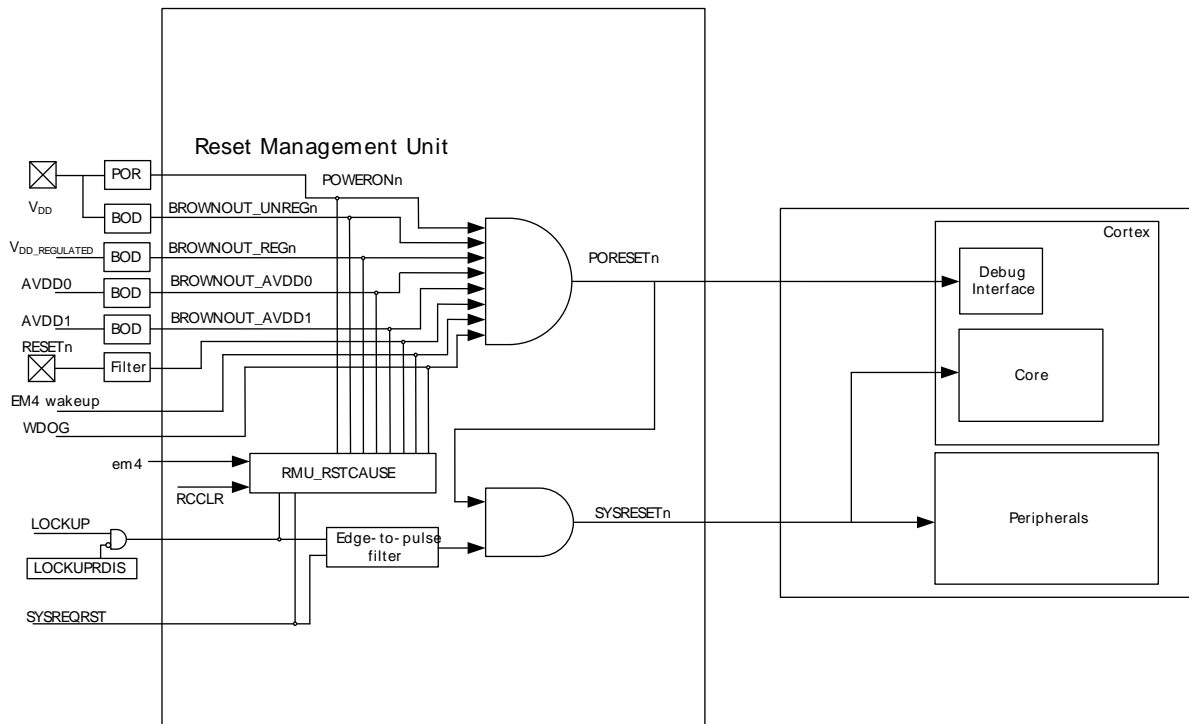 Reset Management Unit
POR
POWERONn
VDD
BOD
BROWNOUT_UNREGn
VDD_REGULATED
BOD
BROWNOUT_REGn
AVDD0
BOD
BROWNOUT_AVDD0
AVDD1
BOD
BROWNOUT_AVDD1
RESETn
Filter
EM4 wakeup
WDOG
em4
RMU_RSTCAUSE
RCCLR
LOCKUP
LOCKUPRDIS
Edge-to-pulse
filter
SYSREQRST
PORESETn
SYSRESETn
Cortex
Debug
Interface
Core
Peripherals